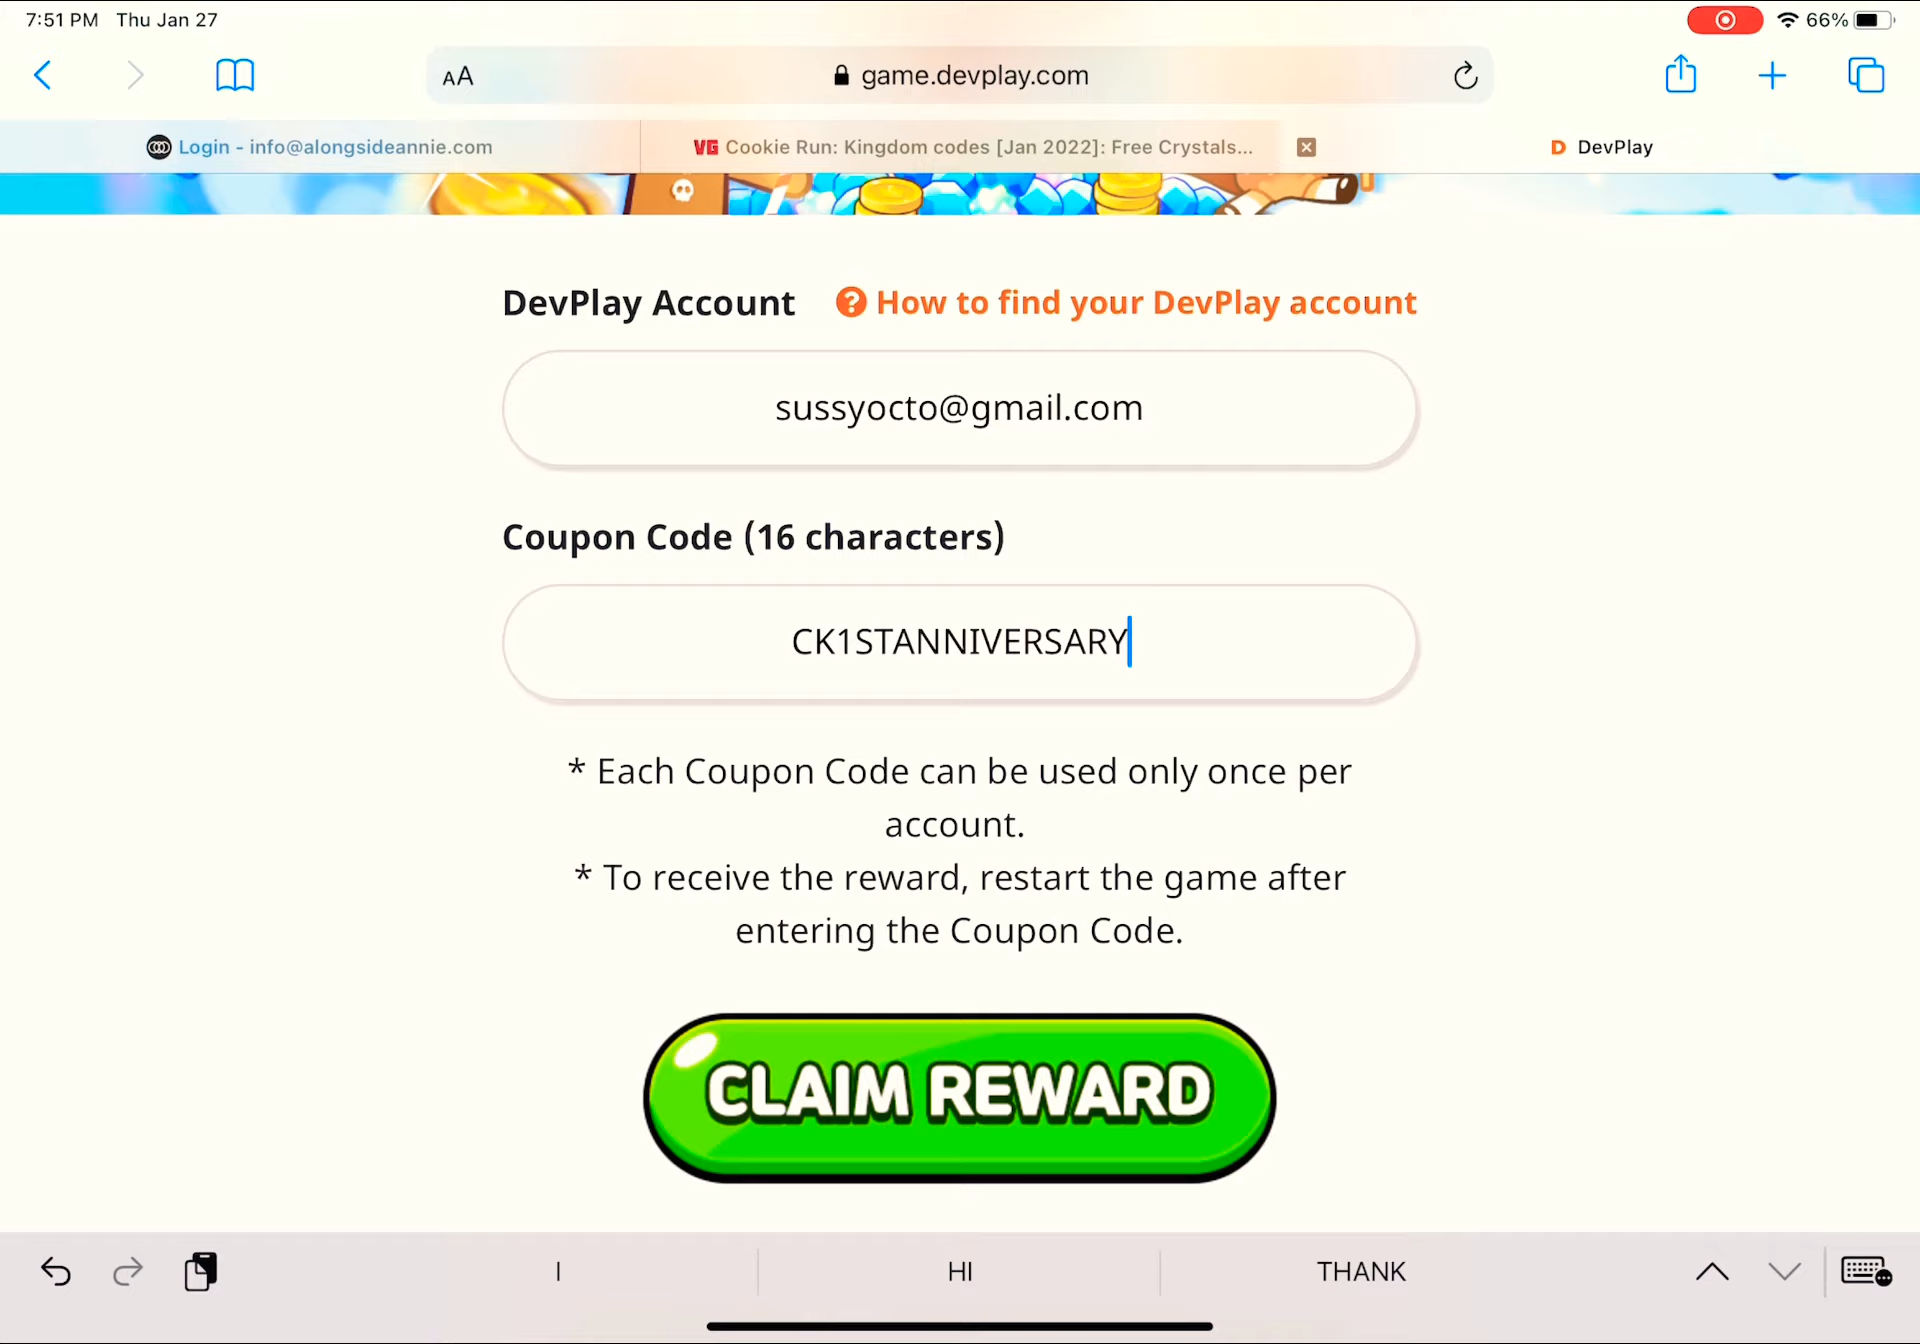 7:51 PM Thu Jan 27
66%
AA game.devplay.com
Login - info@alongsideannie.com
VG Cookie Run: Kingdom codes [Jan 2022]: Free Crystals...
D DevPlay
DevPlay Account ? How to find your DevPlay account
sussyocto@gmail.com
Coupon Code (16 characters)
CK1STANNIVERSARY
* Each Coupon Code can be used only once per
account.
* To receive the reward, restart the game after
entering the Coupon Code.
CLAIM REWARD
I HI THANK